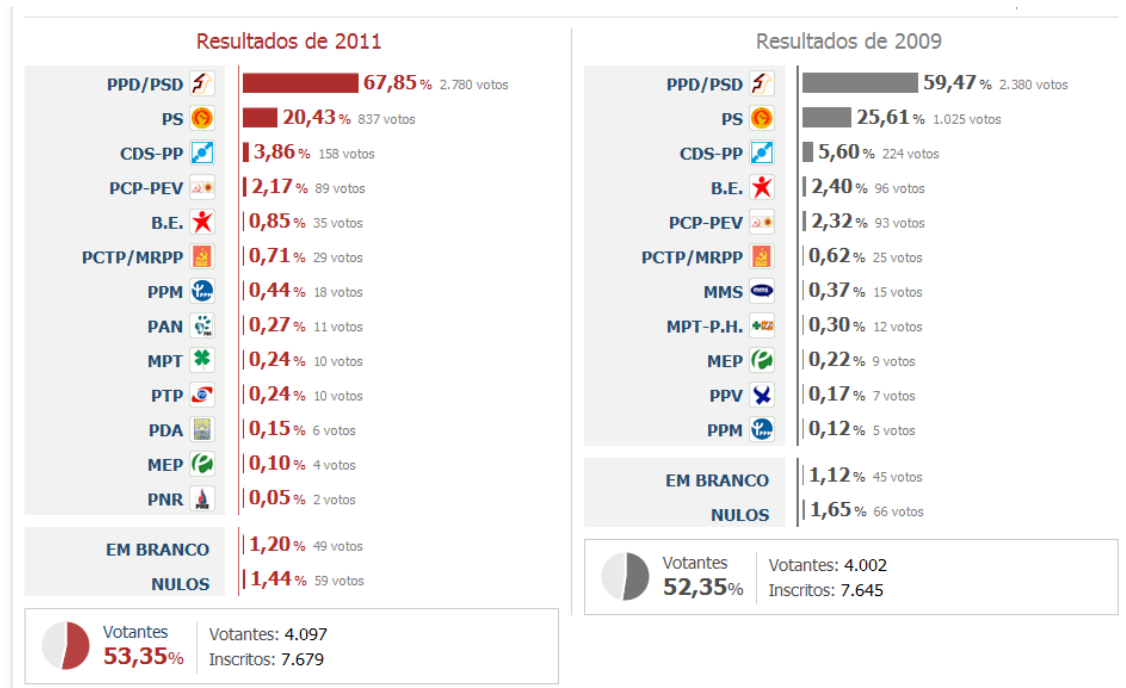 Resultados de 2011
PPD/PSD 67,85% 2.780 votos
PS 20,43% 837 votos
CDS-PP 3,86% 158 votos
PCP-PEV 2,17% 89 votos
B.E. 0,85% 35 votos
PCTP/MRPP 0,71% 29 votos
PPM 0,44% 18 votos
PAN 0,27% 11 votos
MPT 0,24% 10 votos
PTP 0,24% 10 votos
PDA 0,15% 6 votos
MEP 0,10% 4 votos
PNR 0,05% 2 votos
EM BRANCO 1,20% 49 votos
NULOS 1,44% 59 votos
Votantes
53,35%
Votantes: 4.097
Inscritos: 7.679
Resultados de 2009
PPD/PSD 59,47% 2.380 votos
PS 25,61% 1.025 votos
CDS-PP 5,60% 224 votos
B.E. 2,40% 96 votos
PCP-PEV 2,32% 93 votos
PCTP/MRPP 0,62% 25 votos
MMS 0,37% 15 votos
MPT-P.H. 0,30% 12 votos
MEP 0,22% 9 votos
PPV 0,17% 7 votos
PPM 0,12% 5 votos
EM BRANCO 1,12% 45 votos
NULOS 1,65% 66 votos
Votantes
52,35%
Votantes: 4.002
Inscritos: 7.645